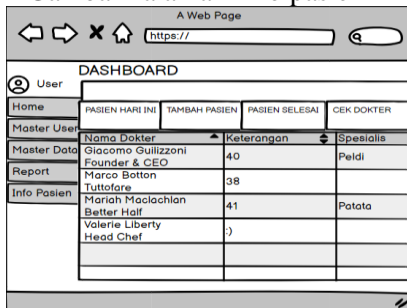 A Web Page
https://
User
DASHBOARD
Home
Master User
Master Data
Report
Info Pasien
PASIEN HARI INI
TAMBAH PASIEN
PASIEN SELESAI
CEK DOKTER
Nama Dokter Keterangan Spesialis
Giacomo Guilizzoni 40 Peldi
Founder & CEO
Marco Botton 38
Tuttofare
Mariah Maclachlan 41 Patata
Better Half
Valerie Liberty :)
Head Chef